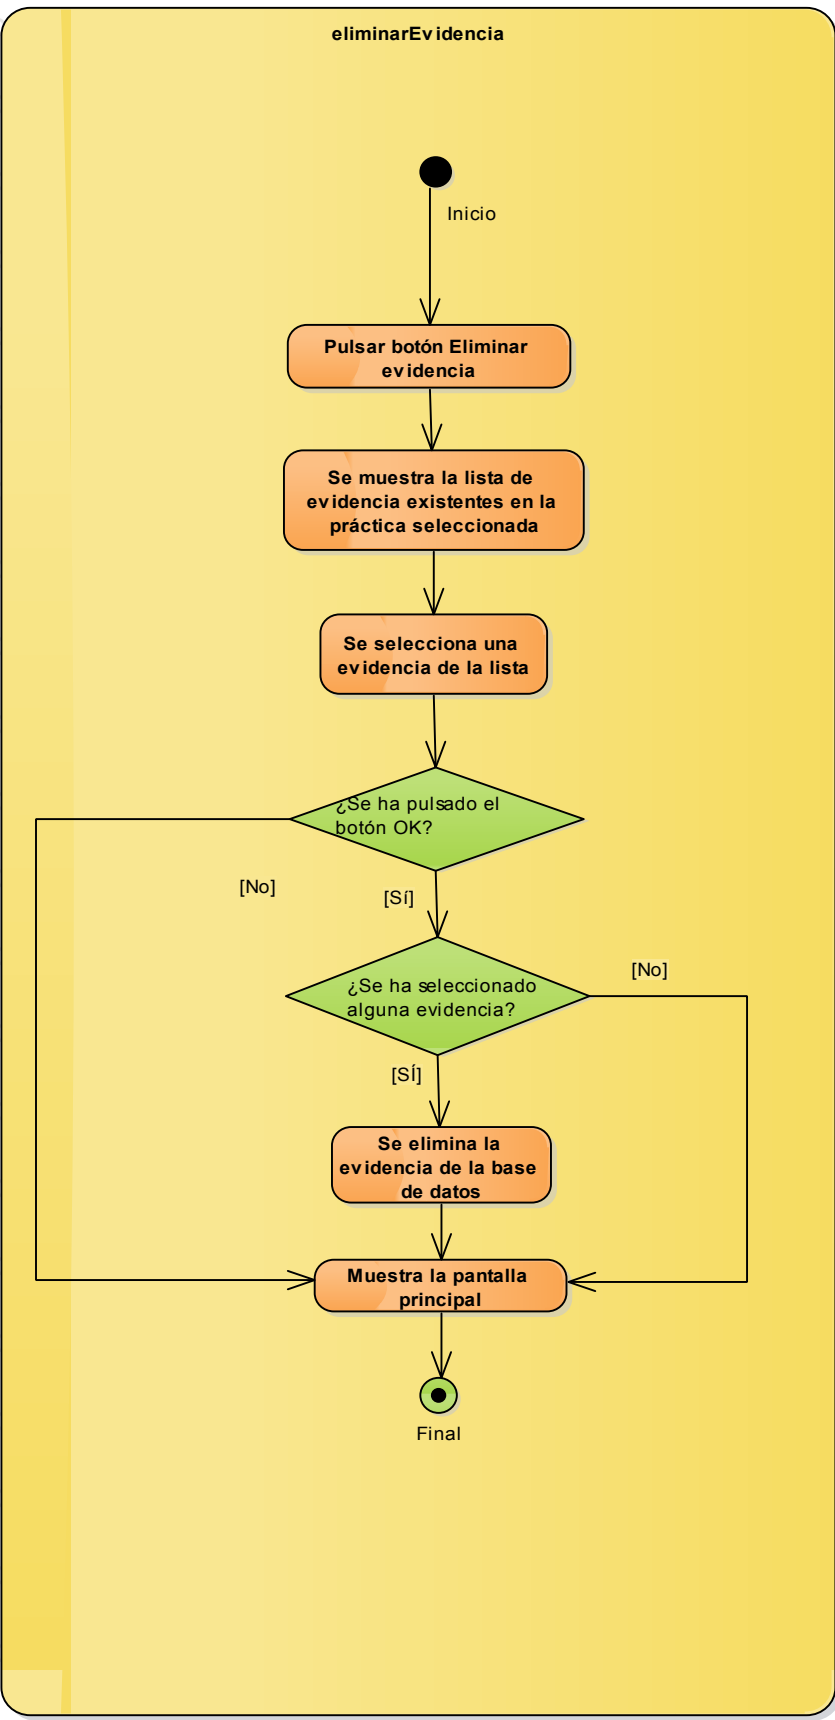 eliminarEvidencia
Inicio
Pulsar botón Eliminar
evidencia
Se muestra la lista de
evidencia existentes en la
práctica seleccionada
Se selecciona una
evidencia de la lista
¿Se ha pulsado el
botón OK?
[No]
[Sí]
[No]
¿Se ha seleccionado
alguna evidencia?
[SÍ]
Se elimina la
evidencia de la base
de datos
Muestra la pantalla
principal
Final